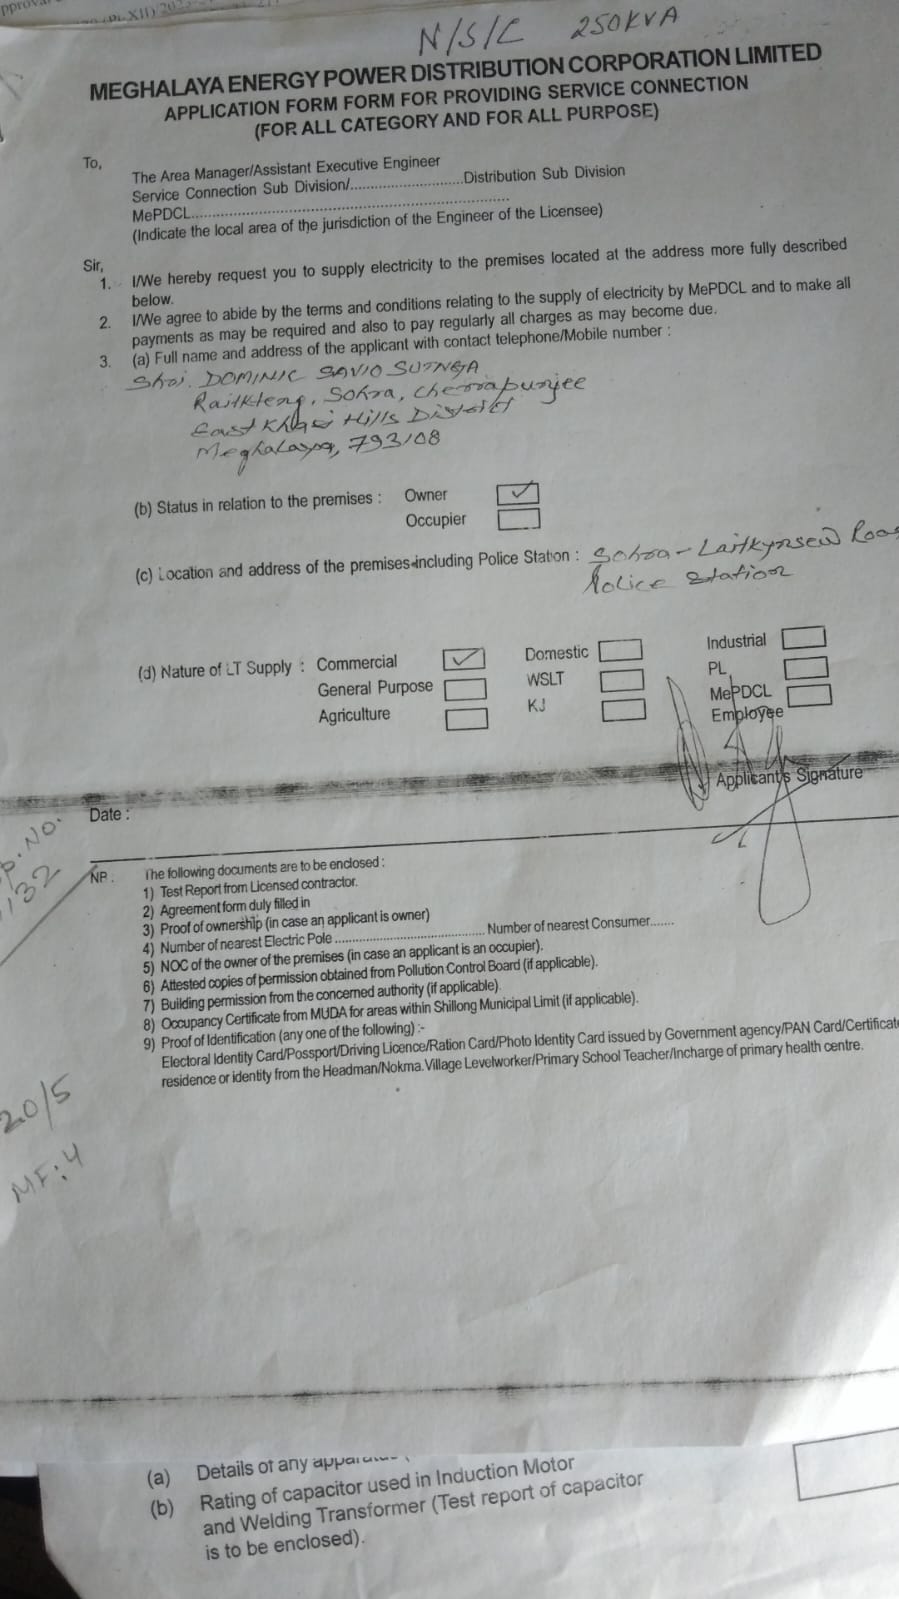 N/S/C 250KVA
MEGHALAYA ENERGY POWER DISTRIBUTION CORPORATION LIMITED
APPLICATION FORM FORM FOR PROVIDING SERVICE CONNECTION
(FOR ALL CATEGORY AND FOR ALL PURPOSE)
To,
The Area Manager/Assistant Executive Engineer
Service Connection Sub Division/...........................Distribution Sub Division
MePDCL............................................................................
(Indicate the local area of the jurisdiction of the Engineer of the Licensee)
Sir,
1. I/We hereby request you to supply electricity to the premises located at the address more fully described
below.
2. I/We agree to abide by the terms and conditions relating to the supply of electricity by MePDCL and to make all
payments as may be required and also to pay regularly all charges as may become due.
3. (a) Full name and address of the applicant with contact telephone/Mobile number :
Shri. DOMINIC SAVIO SUTNGA
Sohra, Cherrapunjee
East Khasi Hills District
Meghalaya, 793108
(b) Status in relation to the premises : Owner
Occupier
(c) Location and address of the premises including Police Station : Sohra - Laitkynsew Road
Police Station
(d) Nature of LT Supply : Commercial Domestic Industrial
General Purpose WSLT PL
Agriculture KJ MePDCL
Employee
Applicant's Signature
Date :
p. NO.
132
NB. The following documents are to be enclosed :
1) Test Report from Licensed contractor.
2) Agreement form duly filled in
3) Proof of ownership (in case an applicant is owner)
4) Number of nearest Electric Pole ........................................ Number of nearest Consumer.......
5) NOC of the owner of the premises (in case an applicant is an occupier).
6) Attested copies of permission obtained from Pollution Control Board (if applicable).
7) Building permission from the concerned authority (if applicable).
8) Occupancy Certificate from MUDA for areas within Shillong Municipal Limit (if applicable).
9) Proof of Identification (any one of the following) :-
Electoral Identity Card/Possport/Driving Licence/Ration Card/Photo Identity Card issued by Government agency/PAN Card/Certificate
residence or identity from the Headman/Nokma. Village Levelworker/Primary School Teacher/Incharge of primary health centre.
20/5
MF:4
(a) Details of any
(b) Rating of capacitor used in Induction Motor
and Welding Transformer (Test report of capacitor
is to be enclosed).